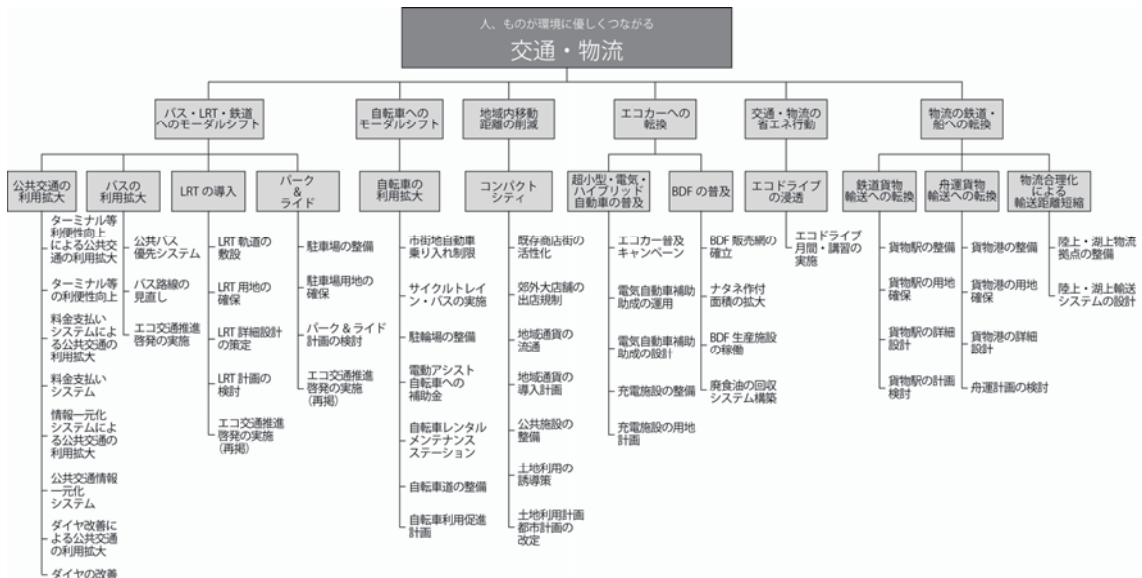 人、ものが環境に優しくつながる
交通・物流
バス・LRT・鉄道
へのモーダルシフト
自転車への
モーダルシフト
地域内移動
距離の削減
エコカーへの
転換
交通・物流の
省エネ行動
物流の鉄道・
船への転換
公共交通の
利用拡大
バスの
利用拡大
LRT の導入
パーク
&
ライド
自転車の
利用拡大
コンパクト
シティ
超小型・電気・
ハイブリッド
自動車の普及
BDF の普及
エコドライブ
の浸透
鉄道貨物
輸送への転換
舟運貨物
輸送への転換
物流合理化
による
輸送距離短縮
ターミナル等
利便性向上
による公共交
通の利用拡大
ターミナル等
の利便性向上
料金支払い
システムによる
公共交通の
利用拡大
料金支払い
システム
情報一元化
システムによ
る公共交通の
利用拡大
公共交通情報
一元化
システム
ダイヤ改善に
よる公共交通
の利用拡大
ダイヤの改善
公共バス
優先システム
バス路線の
見直し
エコ交通推進
啓発の実施
LRT 軌道の
敷設
LRT 用地の
確保
LRT 詳細設計
の策定
LRT 計画の
検討
エコ交通推進
啓発の実施
(再掲)
駐車場の整備
駐車場用地の
確保
パーク & ライド
計画の検討
エコ交通推進
啓発の実施
(再掲)
市街地自動車
乗り入れ制限
サイクルトレイ
ン・バスの実施
駐輪場の整備
電動アシスト
自転車への
補助金
自転車レンタル
メンテナンス
ステーション
自転車道の整備
自転車利用促進
計画
既存商店街の
活性化
郊外大店舗の
出店規制
地域通貨の
流通
地域通貨の
導入計画
公共施設の
整備
土地利用の
誘導策
土地利用計画
都市計画の
改定
エコカー普及
キャンペーン
電気自動車補助
助成の運用
電気自動車補助
助成の設計
充電施設の整備
充電施設の用地
計画
BDF 販売網の
確立
ナタネ作付
面積の拡大
BDF 生産施設
の稼働
廃食油の回収
システム構築
エコドライブ
月間・講習の
実施
貨物駅の整備
貨物駅の用地
確保
貨物駅の詳細
設計
貨物駅の計画
検討
貨物港の整備
貨物港の用地
確保
貨物港の詳細
設計
舟運計画の検討
陸上・湖上物流
拠点の整備
陸上・湖上輸送
システムの設計